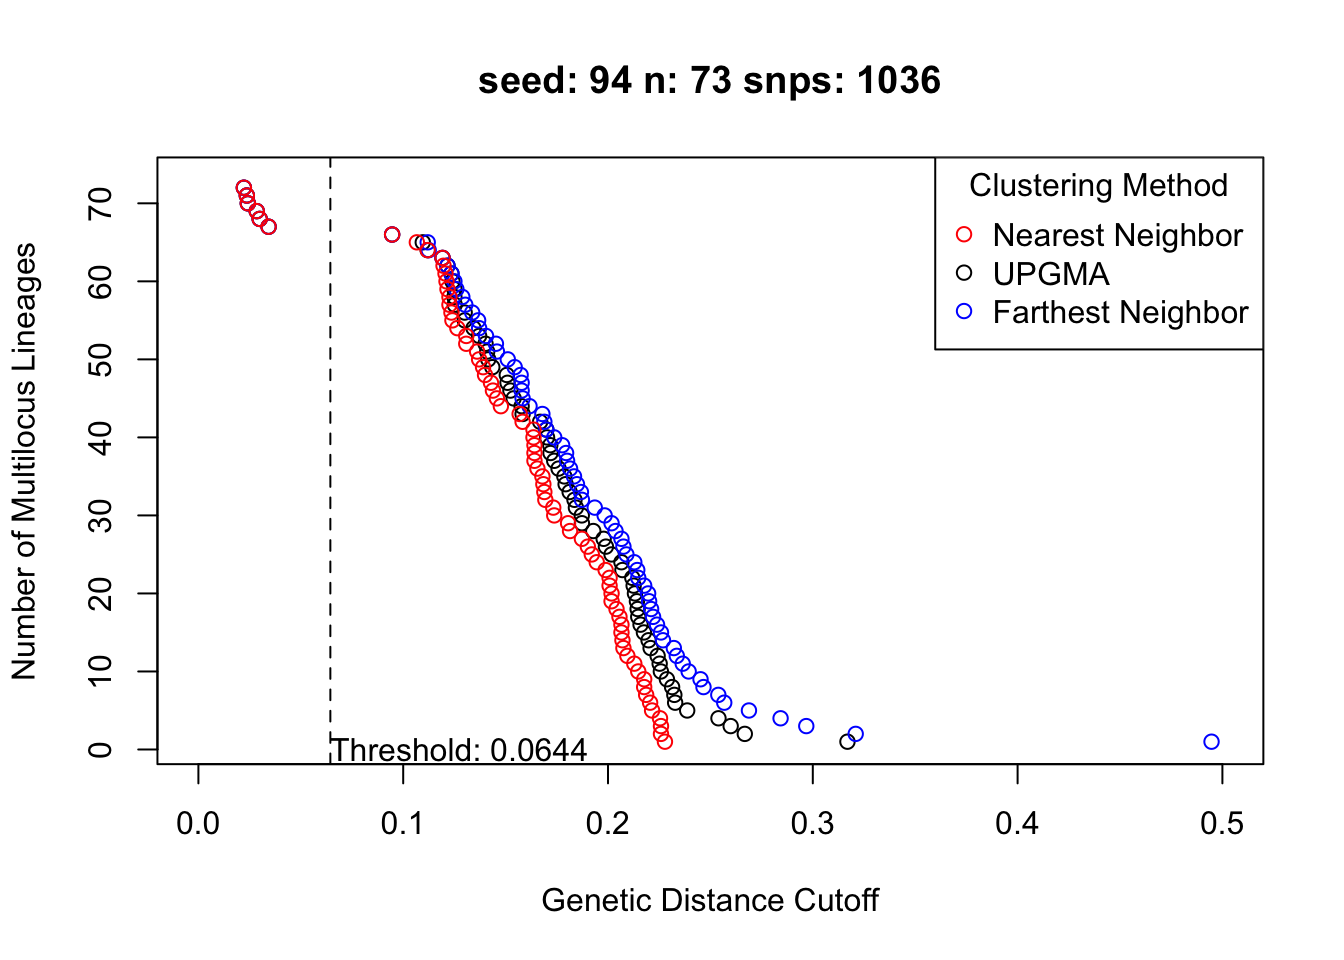 seed: 94 n: 73 snps: 1036
Number of Multilocus Lineages
70
60
50
40
30
20
10
0
Clustering Method
Nearest Neighbor
UPGMA
Farthest Neighbor
Threshold: 0.0644
0.0 0.1 0.2 0.3 0.4 0.5
Genetic Distance Cutoff